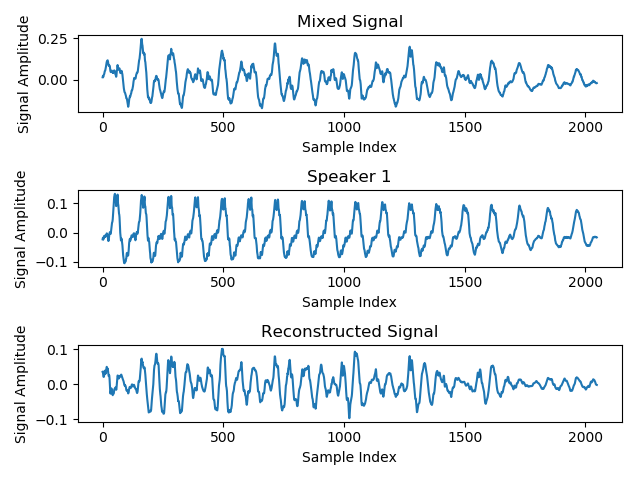 Mixed Signal
Signal Amplitude
0.25
0.00
0
500
1000
1500
2000
Sample Index
Speaker 1
Signal Amplitude
0.1
0.0
−0.1
0
500
1000
1500
2000
Sample Index
Reconstructed Signal
Signal Amplitude
0.1
0.0
−0.1
0
500
1000
1500
2000
Sample Index